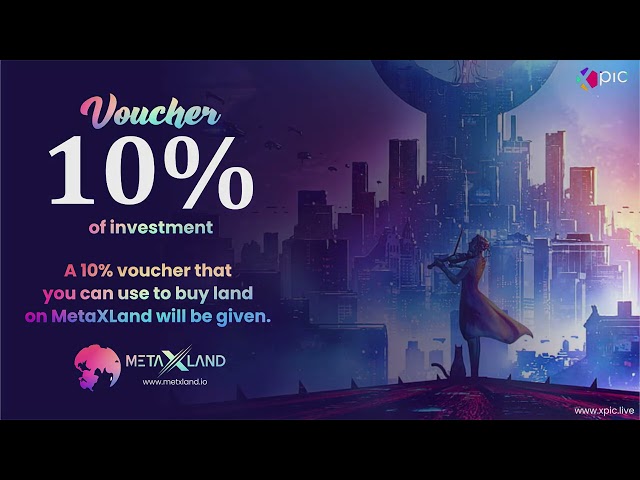 Voucher
10%
of investment
A 10% voucher that
you can use to buy land
on MetaXLand will be given.
METAXLAND
www.metxland.io
xpic
www.xpic.live